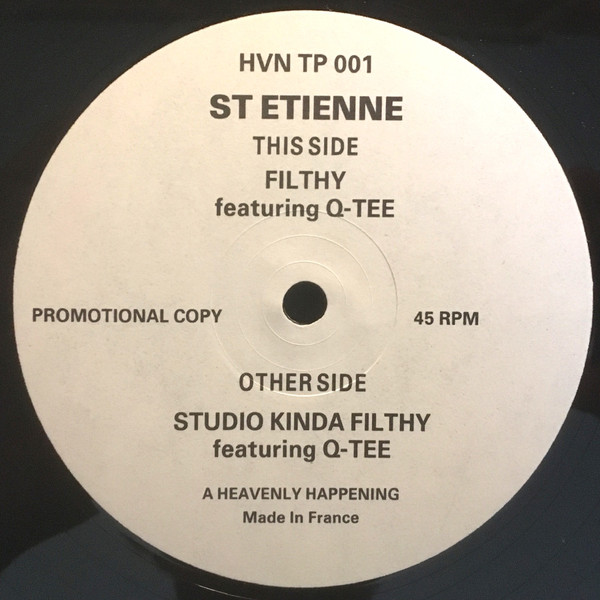 HVN TP 001
ST ETIENNE
THIS SIDE
FILTHY
featuring Q-TEE
PROMOTIONAL COPY
45 RPM
OTHER SIDE
STUDIO KINDA FILTHY
featuring Q-TEE
A HEAVENLY HAPPENING
Made In France